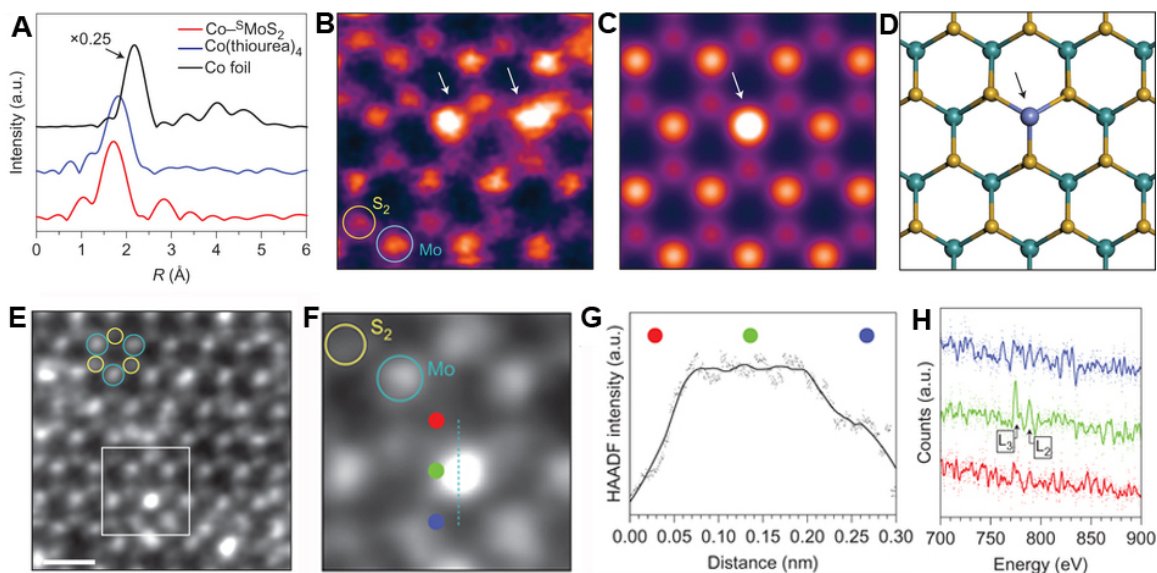 A
×0.25
Co–ˢMoS₂
Co(thiourea)₄
Co foil
Intensity (a.u.)
0 1 2 3 4 5 6
R (Å)
B
S₂
Mo
C
D
E
F
S₂
Mo
G
HAADF intensity (a.u.)
0.00 0.05 0.10 0.15 0.20 0.25 0.30
Distance (nm)
H
Counts (a.u.)
L₃
L₂
700 750 800 850 900
Energy (eV)